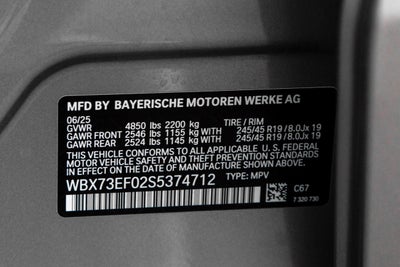 MFD BY BAYERISCHE MOTOREN WERKE AG
06/25
GVWR 4850 lbs 2200 kg TIRE / RIM
GAWR FRONT 2546 lbs 1155 kg 245/45 R19 / 8.0Jx 19
GAWR REAR 2524 lbs 1145 kg 245/45 R19 / 8.0Jx 19
THIS VEHICLE CONFORMS TO ALL APPLICABLE U. S. FEDERAL
MOTOR VEHICLE SAFETY AND THEFT PREVENTION STANDARDS
IN EFFECT ON THE DATE OF MANUFACTURE SHOWN ABOVE.
WBX73EF02S5374712 TYPE: MPV
C67
7 320 730